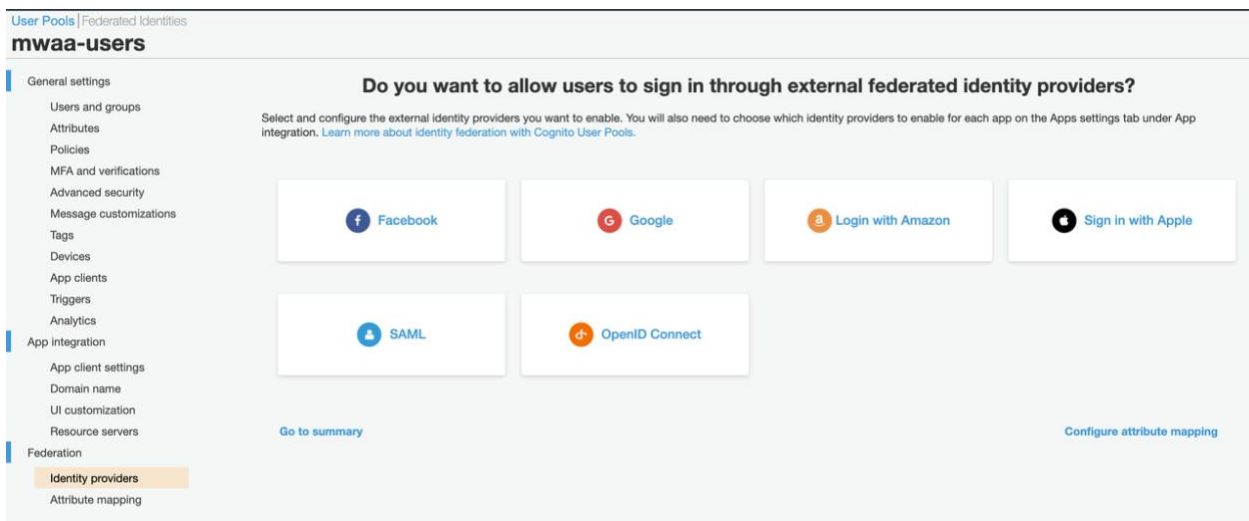 User Pools | Federated Identities
mwaa-users
General settings
Users and groups
Attributes
Policies
MFA and verifications
Advanced security
Message customizations
Tags
Devices
App clients
Triggers
Analytics
App integration
App client settings
Domain name
UI customization
Resource servers
Federation
Identity providers
Attribute mapping
Do you want to allow users to sign in through external federated identity providers?
Select and configure the external identity providers you want to enable. You will also need to choose which identity providers to enable for each app on the Apps settings tab under App
integration. Learn more about identity federation with Cognito User Pools.
Facebook
Google
Login with Amazon
Sign in with Apple
SAML
OpenID Connect
Go to summary
Configure attribute mapping